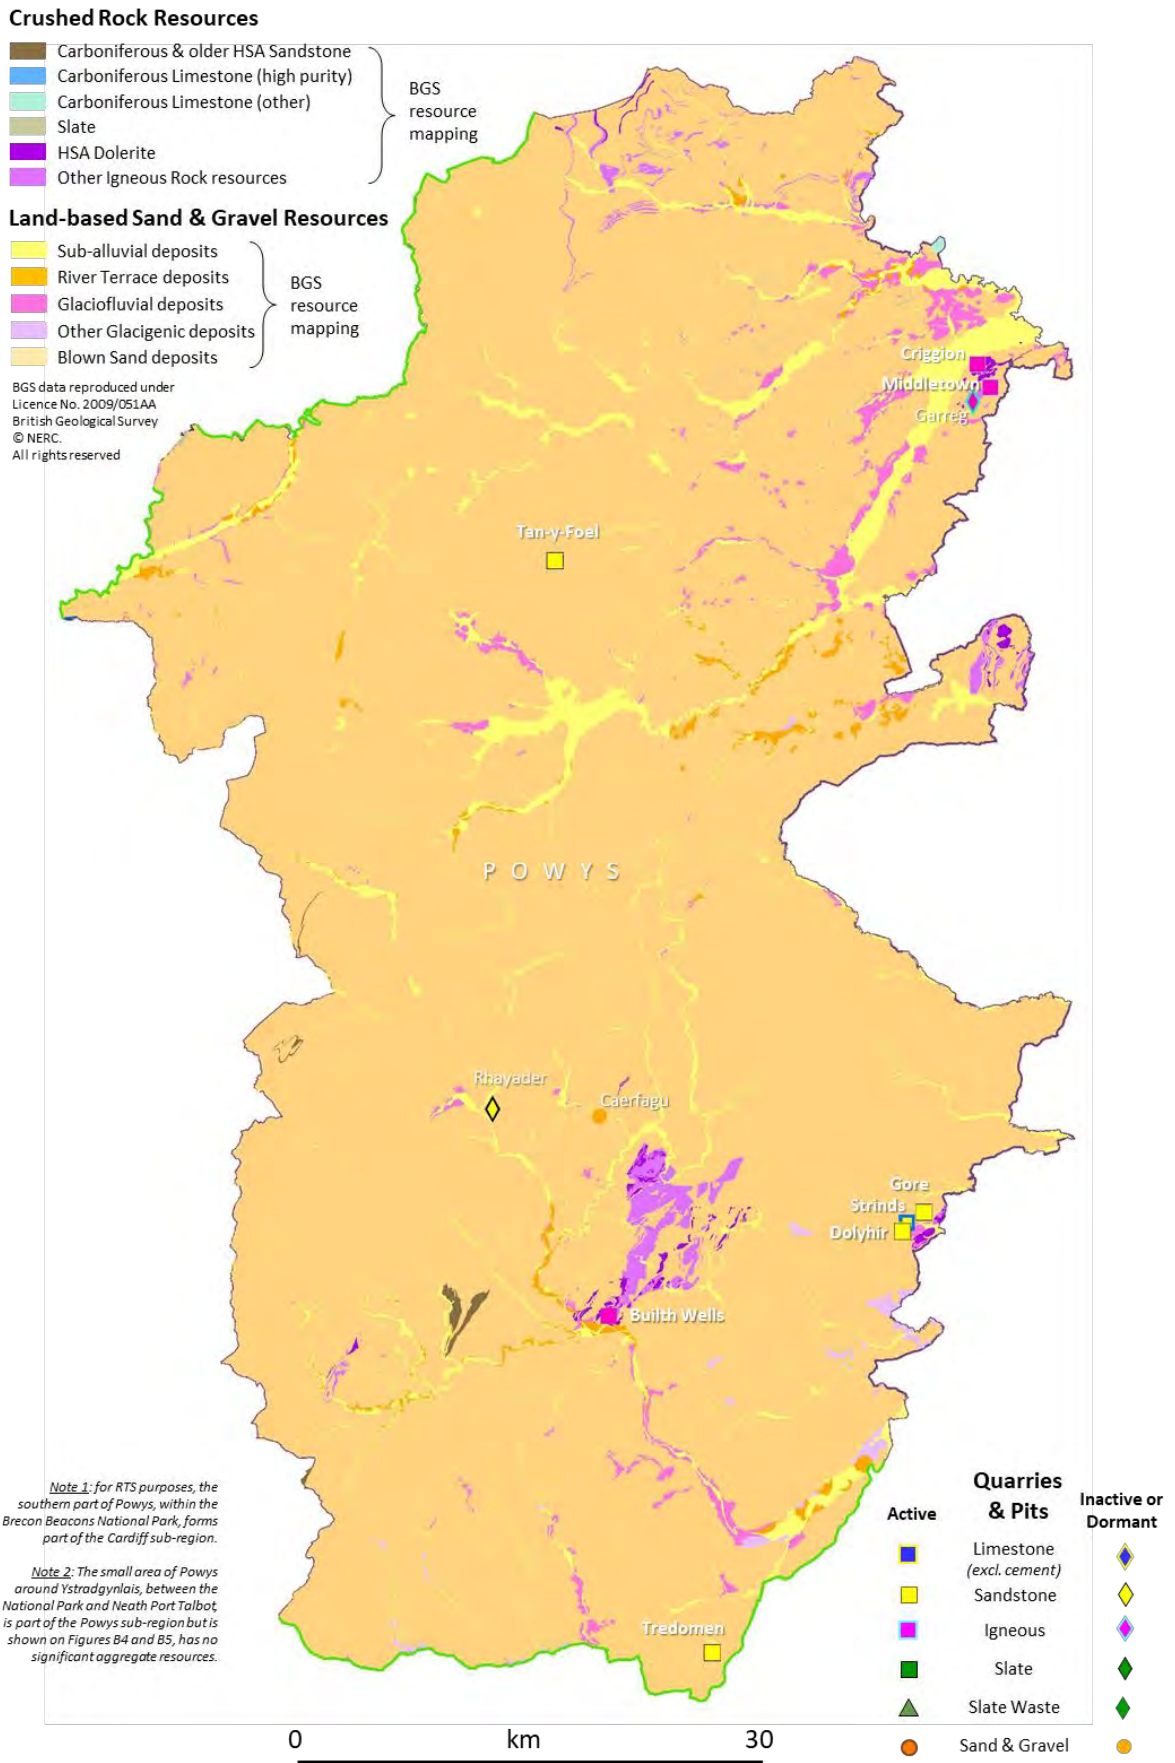 Crushed Rock Resources
Carboniferous & older HSA Sandstone
Carboniferous Limestone (high purity)
Carboniferous Limestone (other)
Slate
HSA Dolerite
Other Igneous Rock resources
BGS
resource
mapping
Land-based Sand & Gravel Resources
Sub-alluvial deposits
River Terrace deposits
Glaciofluvial deposits
Other Glacigenic deposits
Blown Sand deposits
BGS
resource
mapping
BGS data reproduced under
Licence No. 2009/051AA
British Geological Survey
© NERC.
All rights reserved
Criggion
Middletown
Garreg
Tan-y-Foel
P O W Y S
Rhayader
Caerfagu
Gore
Strinds
Dolyhir
Builth Wells
Tredomen
Note 1: for RTS purposes, the
southern part of Powys, within the
Brecon Beacons National Park, forms
part of the Cardiff sub-region.
Note 2: The small area of Powys
around Ystradgynlais, between the
National Park and Neath Port Talbot,
is part of the Powys sub-region but is
shown on Figures B4 and B5, has no
significant aggregate resources.
Quarries
& Pits
Active
Inactive or
Dormant
Limestone
(excl. cement)
Sandstone
Igneous
Slate
Slate Waste
Sand & Gravel
0 km 30